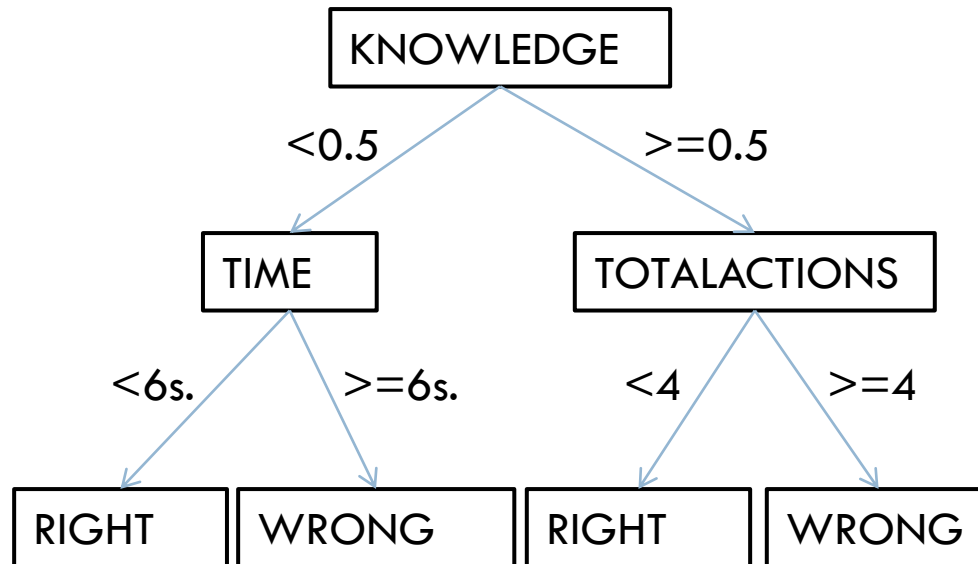 KNOWLEDGE
<0.5 >=0.5
TIME TOTALACTIONS
<6s. >=6s. <4 >=4
RIGHT WRONG RIGHT WRONG